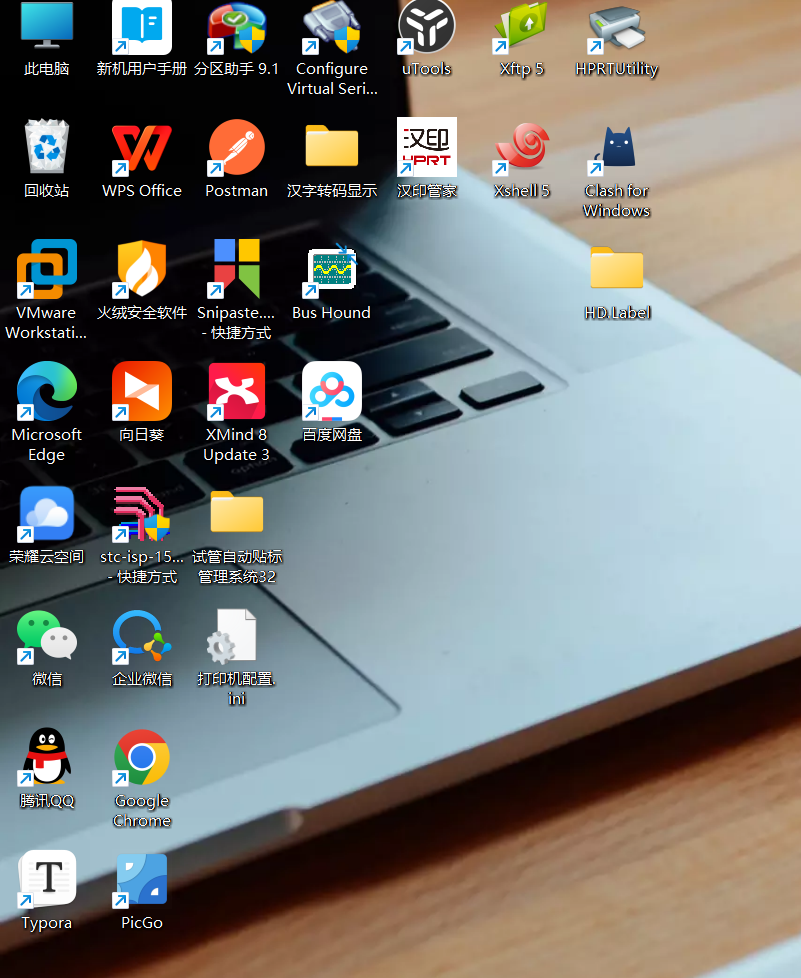 此电脑
新机用户手册
分区助手 9.1
Configure
Virtual Seri...
uTools
Xftp 5
HPRTUtility
回收站
WPS Office
Postman
汉字转码显示
汉印
HPRT
汉印管家
Xshell 5
Clash for
Windows
VMware
Workstati...
火绒安全软件
Snipaste....
- 快捷方式
Bus Hound
HD.Label
Microsoft
Edge
向日葵
XMind 8
Update 3
百度网盘
option
荣耀云空间
stc-isp-15...
- 快捷方式
试管自动贴标
管理系统32
微信
企业微信
打印机配置.
ini
腾讯QQ
Google
Chrome
T
Typora
PicGo